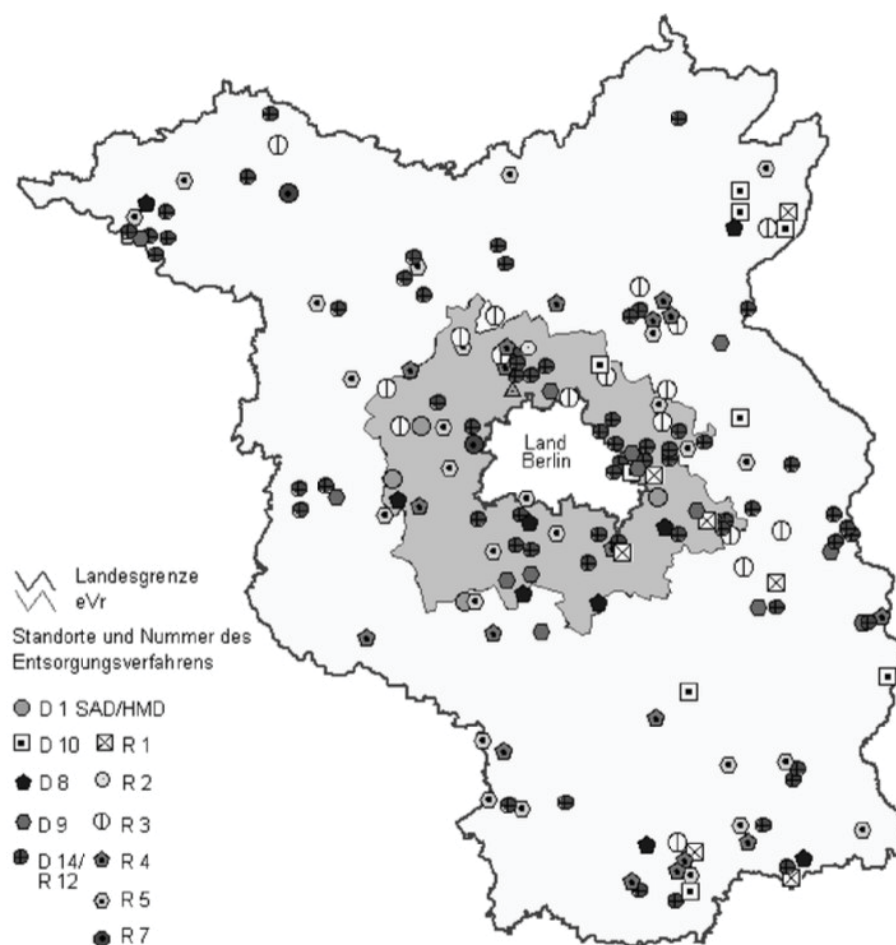 Land
Berlin
Landesgrenze
eVr
Standorte und Nummer des
Entsorgungsverfahrens
D 1 SAD/HMD
D 10 R 1
D 8 R 2
D 9 R 3
D 14/
R 12 R 4
R 5
R 7